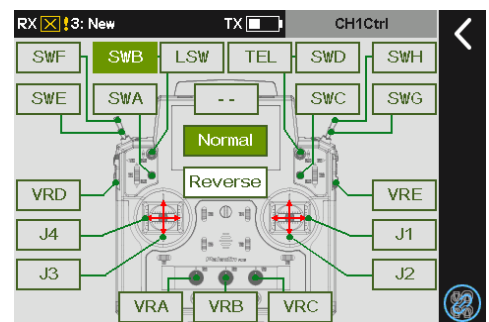 RX !3: New TX CH1Ctrl
SWF SWB LSW TEL SWD SWH
SWE SWA -- SWC SWG
Normal
Reverse
VRD VRE
J4 J1
J3 J2
VRA VRB VRC